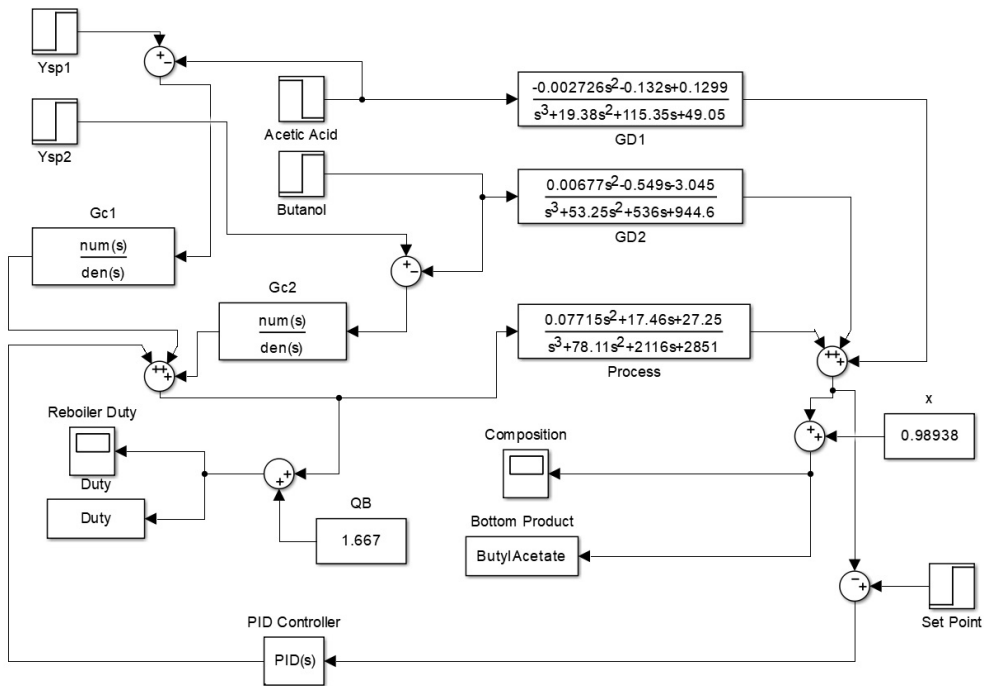 Ysp1
Ysp2
Acetic Acid
Butanol
-0.002726s²-0.132s+0.1299
s³+19.38s²+115.35s+49.05
GD1
0.00677s²-0.549s-3.045
s³+53.25s²+536s+944.6
GD2
Gc1
num(s)
den(s)
Gc2
num(s)
den(s)
0.07715s²+17.46s+27.25
s³+78.11s²+2116s+2851
Process
x
0.98938
Reboiler Duty
Duty
Duty
QB
1.667
Composition
Bottom Product
ButylAcetate
Set Point
PID Controller
PID(s)